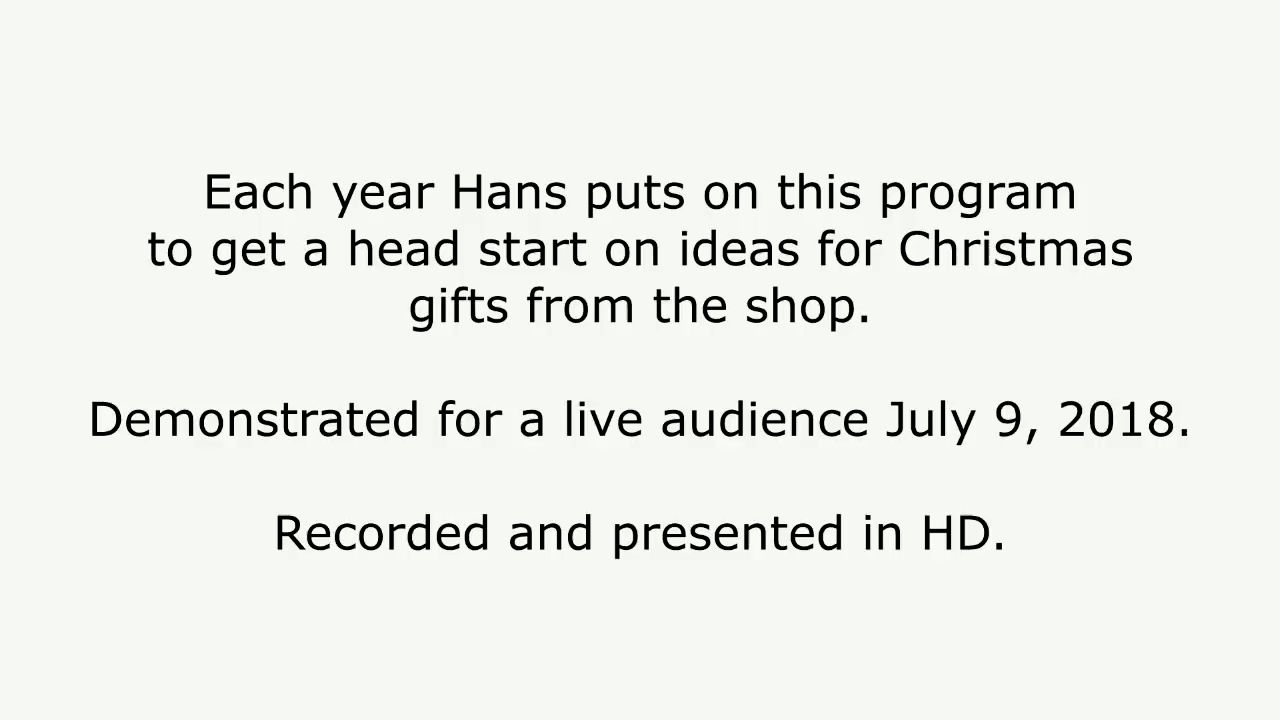 Each year Hans puts on this program
to get a head start on ideas for Christmas
gifts from the shop.
Demonstrated for a live audience July 9, 2018.
Recorded and presented in HD.